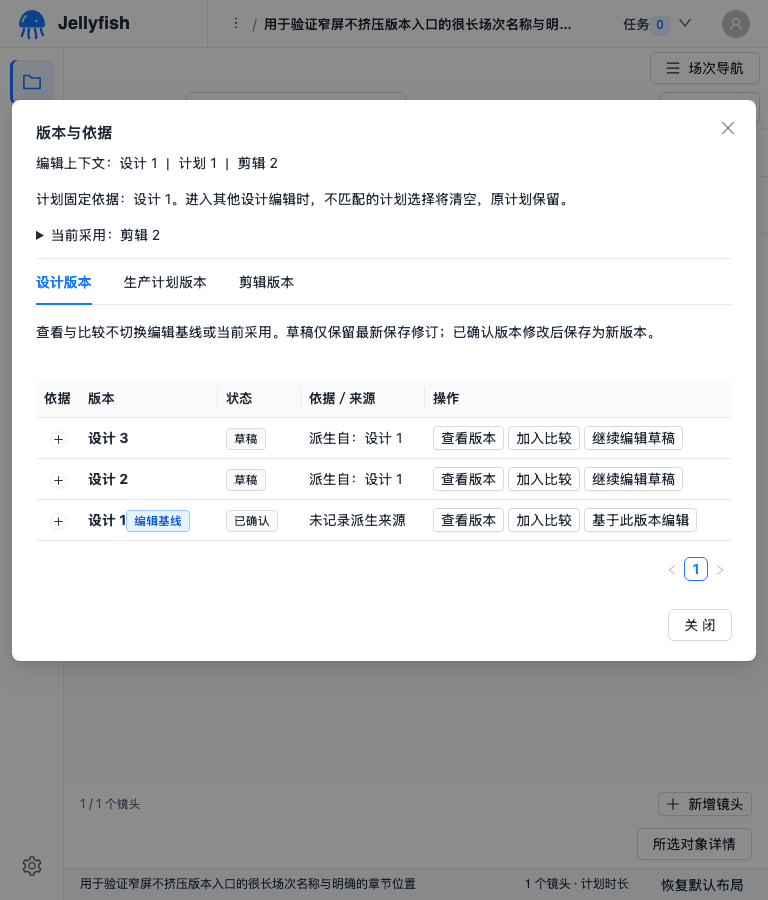 Jellyfish
/ 用于验证窄屏不挤压版本入口的很长场次名称与明...
任务 0
场次导航
版本与依据
编辑上下文：设计 1 | 计划 1 | 剪辑 2
计划固定依据：设计 1。进入其他设计编辑时，不匹配的计划选择将清空，原计划保留。
当前采用：剪辑 2
设计版本 生产计划版本 剪辑版本
查看与比较不切换编辑基线或当前采用。草稿仅保留最新保存修订；已确认版本修改后保存为新版本。
依据 版本 状态 依据 / 来源 操作
设计 3 草稿 派生自：设计 1 查看版本 加入比较 继续编辑草稿
设计 2 草稿 派生自：设计 1 查看版本 加入比较 继续编辑草稿
设计 1 编辑基线 已确认 未记录派生来源 查看版本 加入比较 基于此版本编辑
1
关 闭
1 / 1 个镜头
新增镜头
所选对象详情
用于验证窄屏不挤压版本入口的很长场次名称与明确的章节位置
1 个镜头 · 计划时长
恢复默认布局